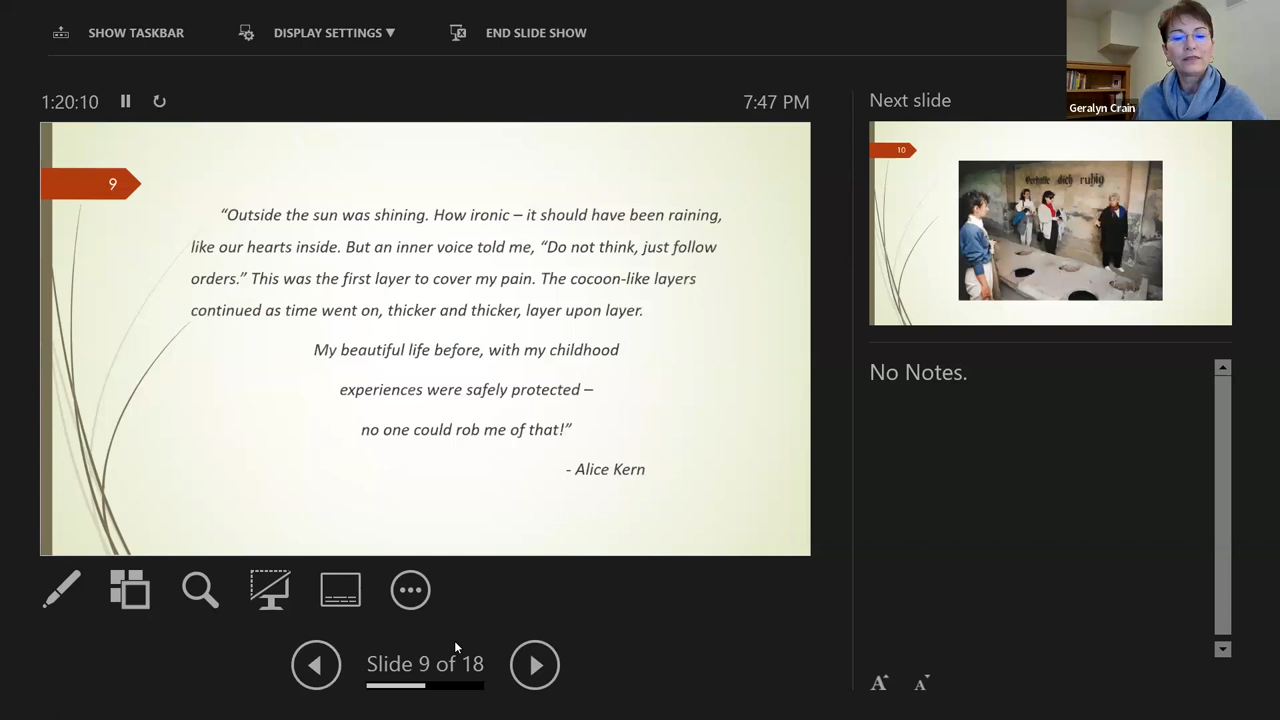 SHOW TASKBAR
DISPLAY SETTINGS ▼
END SLIDE SHOW
Geralyn Crain
1:20:10
7:47 PM
Next slide
9
“Outside the sun was shining. How ironic – it should have been raining,
like our hearts inside. But an inner voice told me, “Do not think, just follow
orders.” This was the first layer to cover my pain. The cocoon-like layers
continued as time went on, thicker and thicker, layer upon layer.
My beautiful life before, with my childhood
experiences were safely protected –
no one could rob me of that!”
- Alice Kern
10
Verhalte dich ruhig
No Notes.
Slide 9 of 18
A A